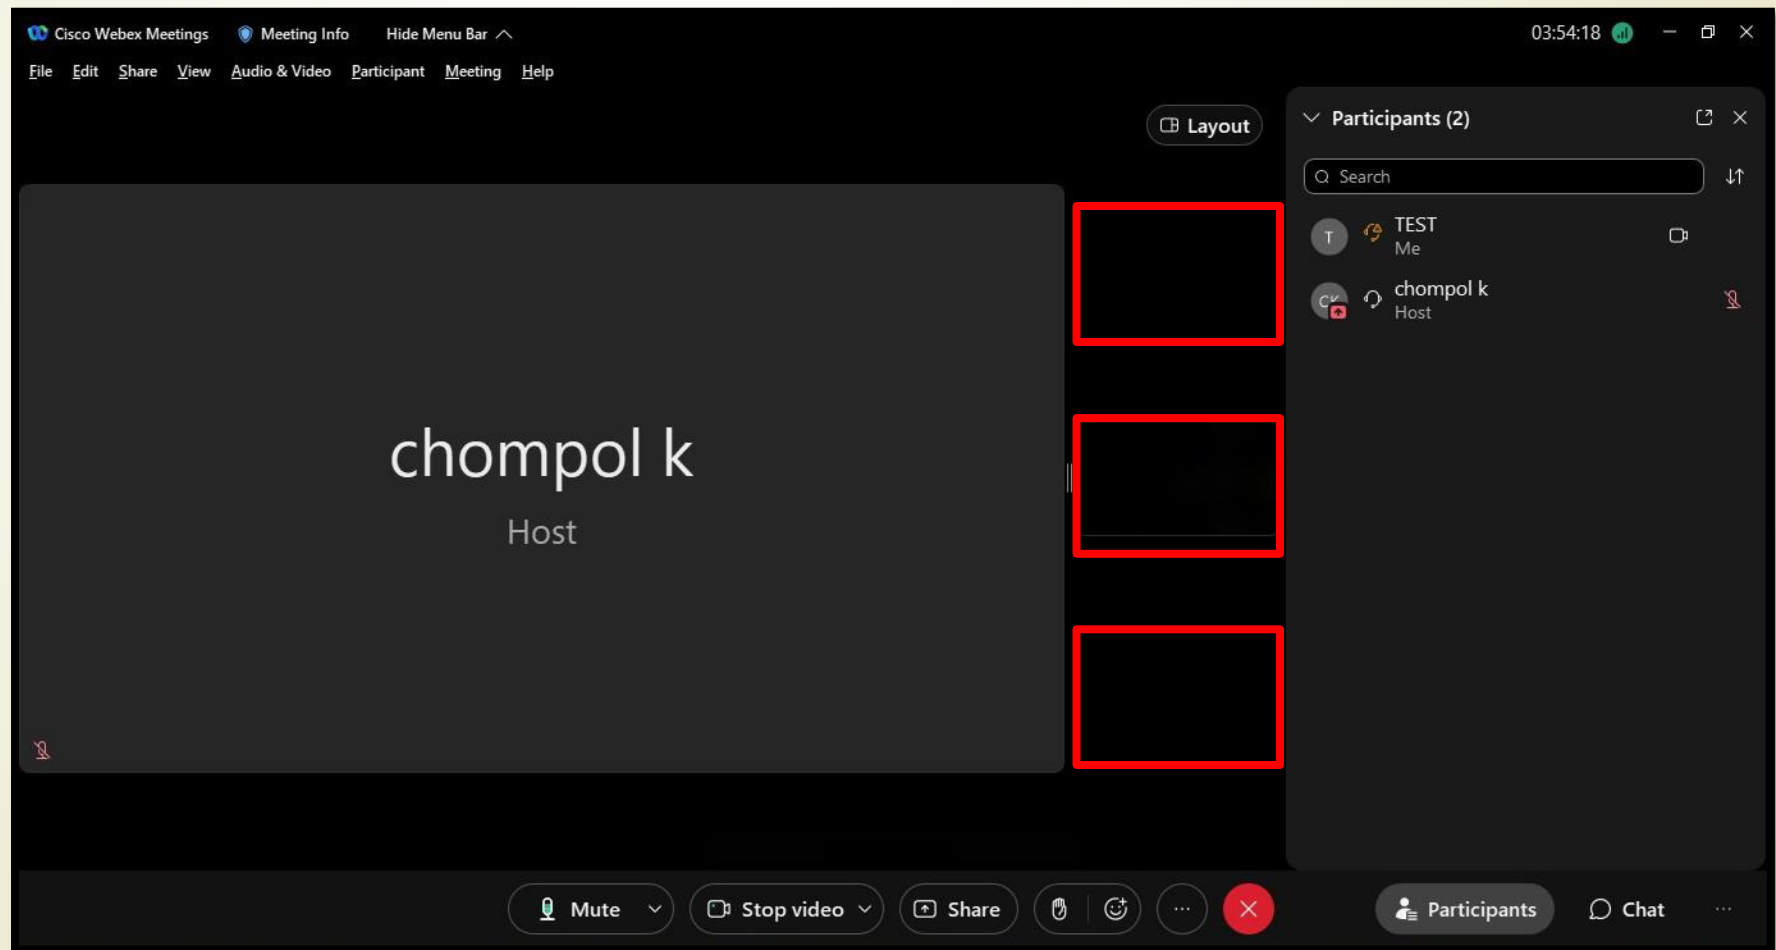 Cisco Webex Meetings Meeting Info Hide Menu Bar 03:54:18
File Edit Share View Audio & Video Participant Meeting Help
Layout
Participants (2)
Search
T TEST
Me
CK chompol k
Host
chompol k
Host
Mute Stop video Share Participants Chat